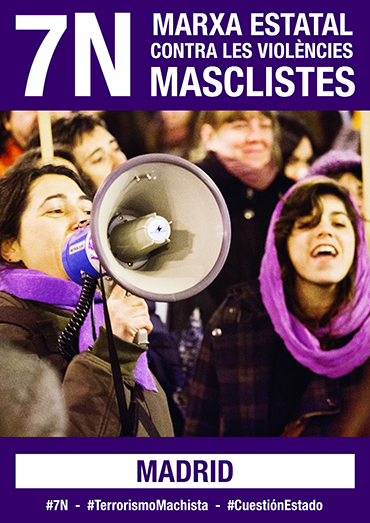 7N
MARXA ESTATAL
CONTRA LES VIOLÈNCIES
MASCLISTES
MADRID
#7N - #TerrorismoMachista - #CuestiónEstado